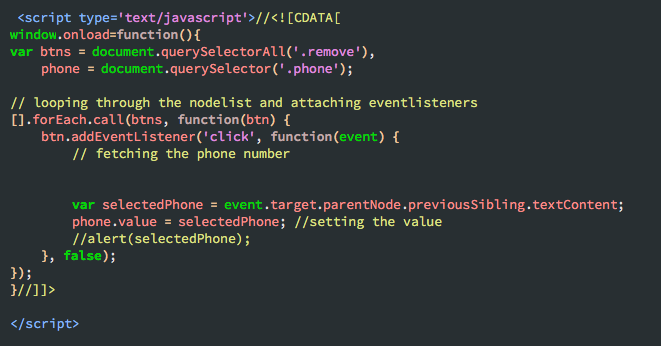 <script type='text/javascript'>//<![CDATA[
window.onload=function(){
var btns = document.querySelectorAll('.remove'),
    phone = document.querySelector('.phone');
// looping through the nodelist and attaching eventlisteners
[].forEach.call(btns, function(btn) {
    btn.addEventListener('click', function(event) {
        // fetching the phone number
        var selectedPhone = event.target.parentNode.previousSibling.textContent;
        phone.value = selectedPhone; //setting the value
        //alert(selectedPhone);
    }, false);
});
}//]]>
</script>